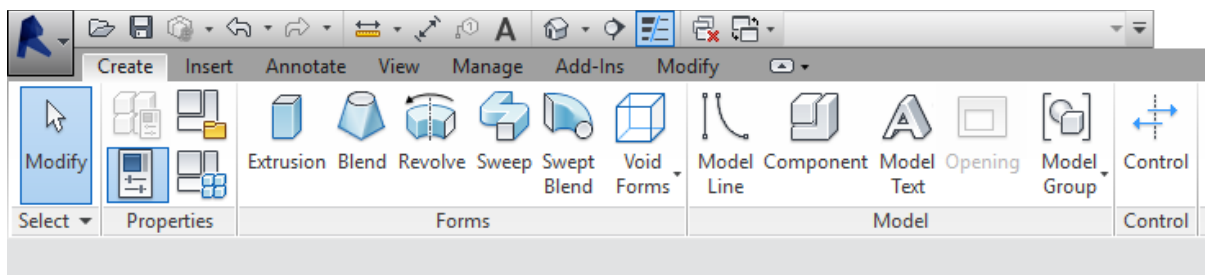 A
Create Insert Annotate View Manage Add-Ins Modify
Modify Extrusion Blend Revolve Sweep Swept Blend Void Forms Model Line Component Model Text Opening Model Group Control
Select Properties Forms Model Control